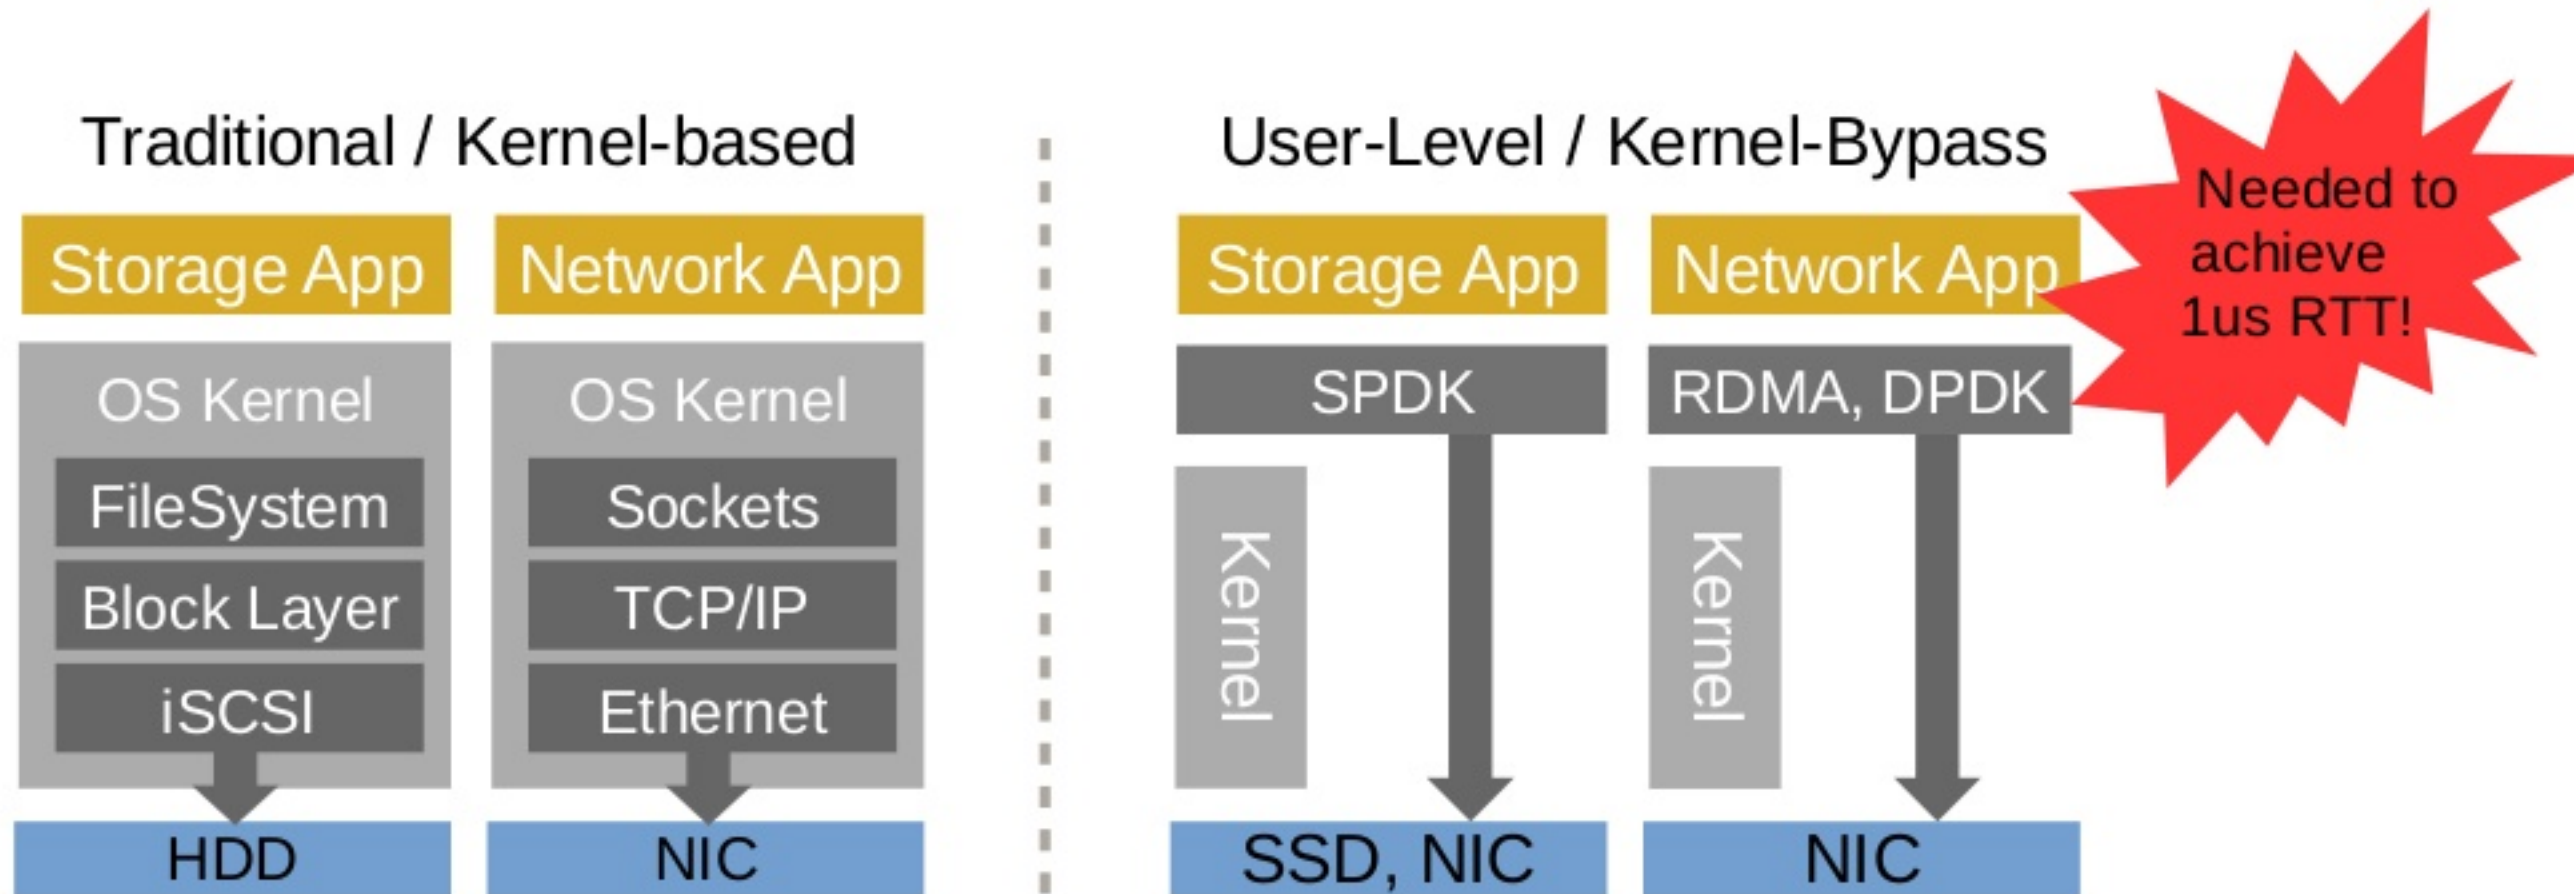 Traditional / Kernel-based
Storage App
Network App
OS Kernel
FileSystem
Block Layer
iSCSI
HDD
OS Kernel
Sockets
TCP/IP
Ethernet
NIC
User-Level / Kernel-Bypass
Storage App
Network App
SPDK
Kernel
SSD, NIC
RDMA, DPDK
Kernel
NIC
Needed to
achieve
1us RTT!